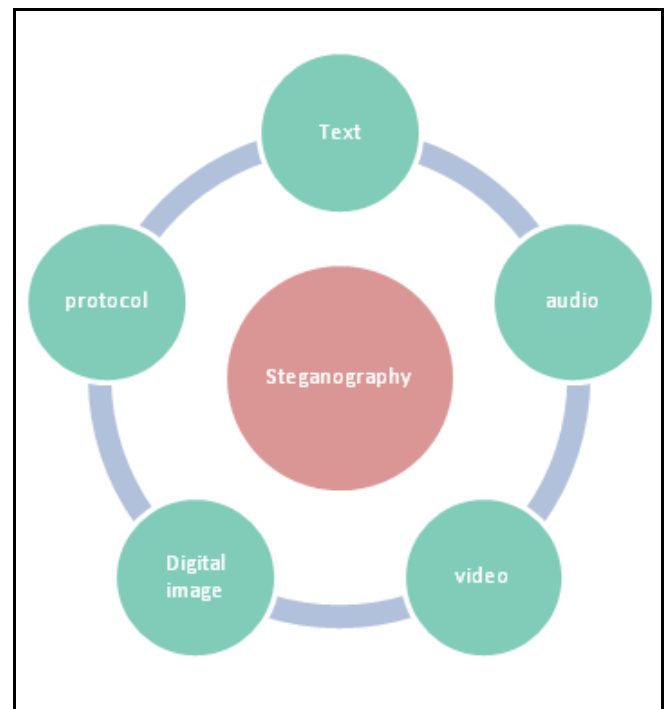 Text
protocol
audio
Steganography
Digital
image
video